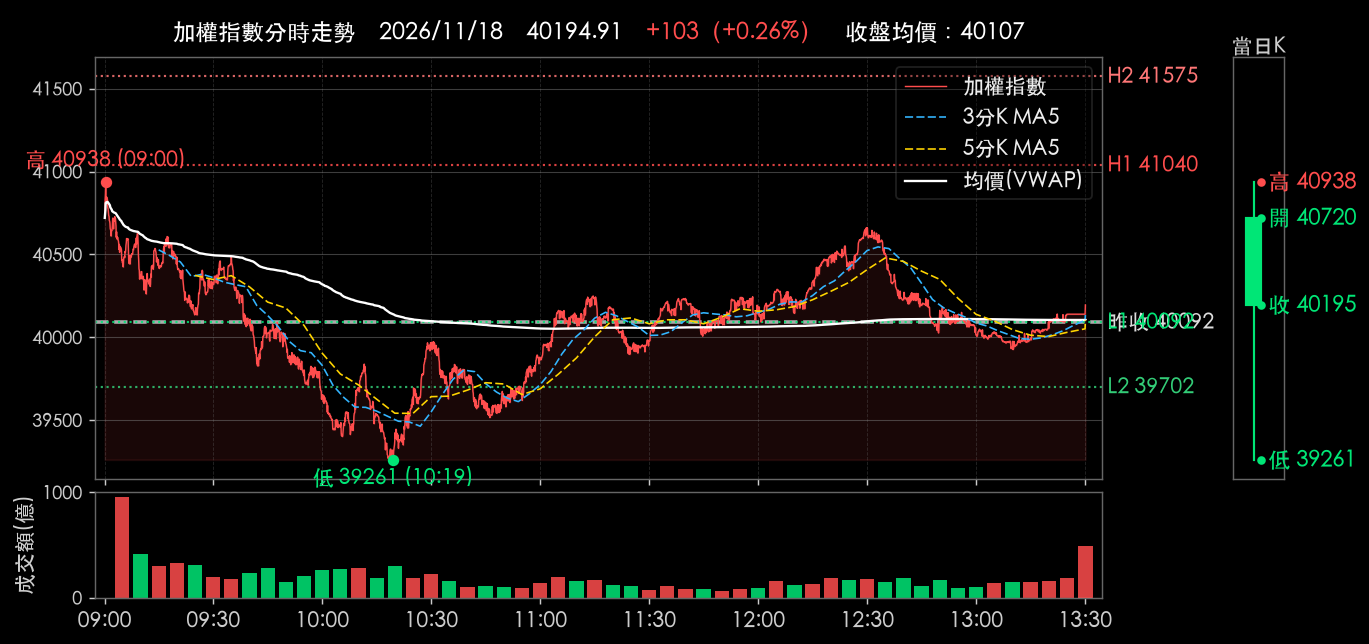 加權指數分時走勢 2026/11/18 40194.91 +103 (+0.26%) 收盤均價：40107
當日K
H2 41575
41500
加權指數
3分K MA5
5分K MA5
均價(VWAP)
高 40938 (09:00)
H1 41040
41000
高 40938
開 40720
40500
收 40195
昨收 40092
40000
L2 39702
39500
低 39261 (10:19)
低 39261
成交額(億)
1000
0
09:00 09:30 10:00 10:30 11:00 11:30 12:00 12:30 13:00 13:30